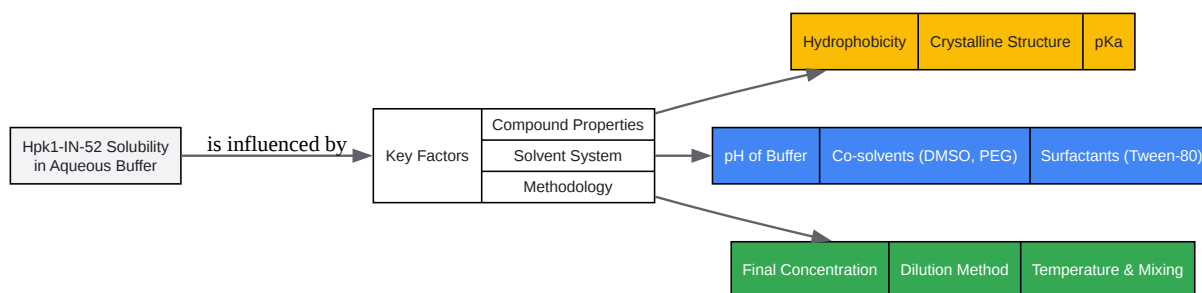 Hpk1-IN-52 Solubility
in Aqueous Buffer
is influenced by
Key Factors
Compound Properties
Solvent System
Methodology
Hydrophobicity
Crystalline Structure
pKa
pH of Buffer
Co-solvents (DMSO, PEG)
Surfactants (Tween-80)
Final Concentration
Dilution Method
Temperature & Mixing